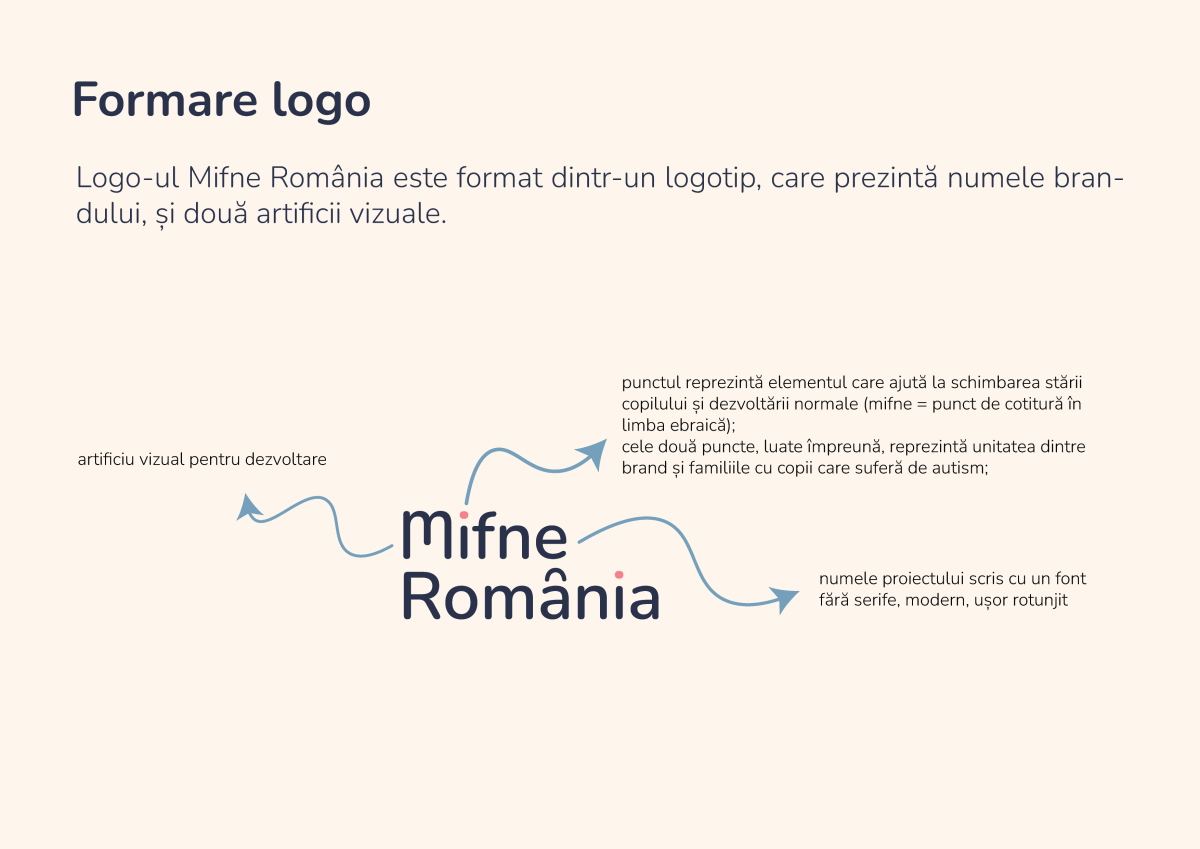 Formare logo
Logo-ul Mifne România este format dintr-un logotip, care prezintă numele bran-
dului, și două artificii vizuale.
punctul reprezintă elementul care ajută la schimbarea stării
copilului și dezvoltării normale (mifne = punct de cotitură în
limba ebraică);
cele două puncte, luate împreună, reprezintă unitatea dintre
brand și familiile cu copii care suferă de autism;
artificiu vizual pentru dezvoltare
Mifne
România
numele proiectului scris cu un font
fără serife, modern, ușor rotunjit